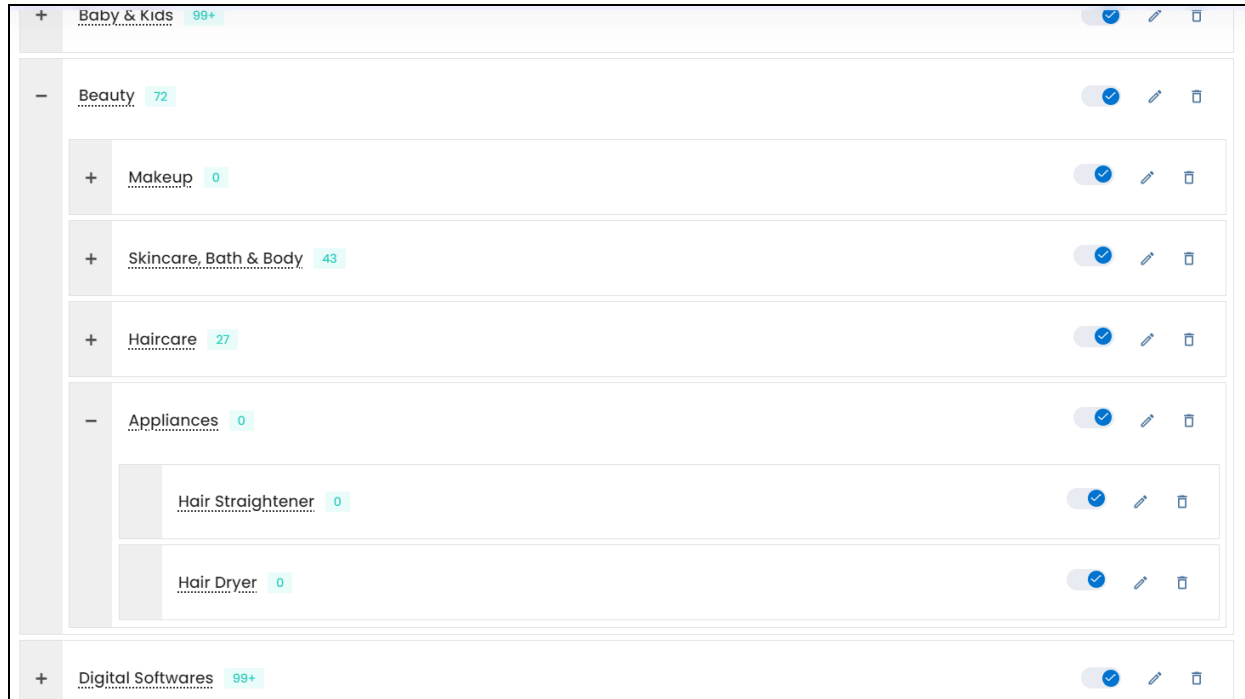 Baby & Kids 99+
Beauty 72
Makeup 0
Skincare, Bath & Body 43
Haircare 27
Appliances 0
Hair Straightener 0
Hair Dryer 0
Digital Softwares 99+